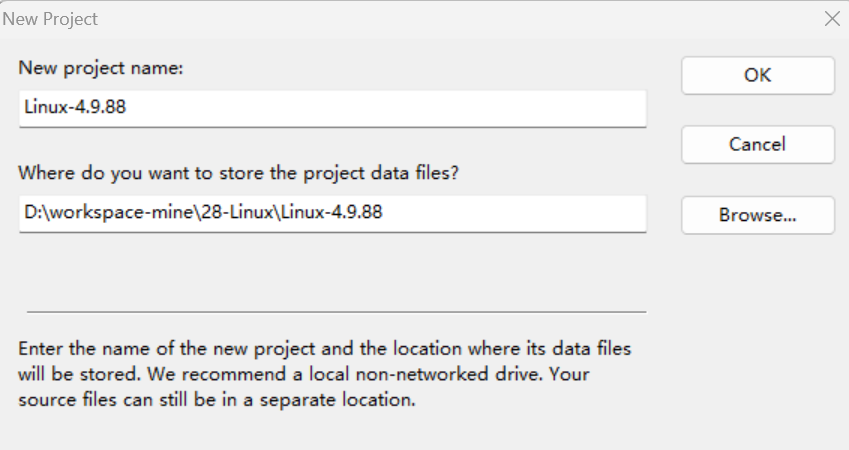 New Project
New project name:
OK
Linux-4.9.88
Cancel
Where do you want to store the project data files?
D:\workspace-mine\28-Linux\Linux-4.9.88
Browse...
Enter the name of the new project and the location where its data files
will be stored. We recommend a local non-networked drive. Your
source files can still be in a separate location.